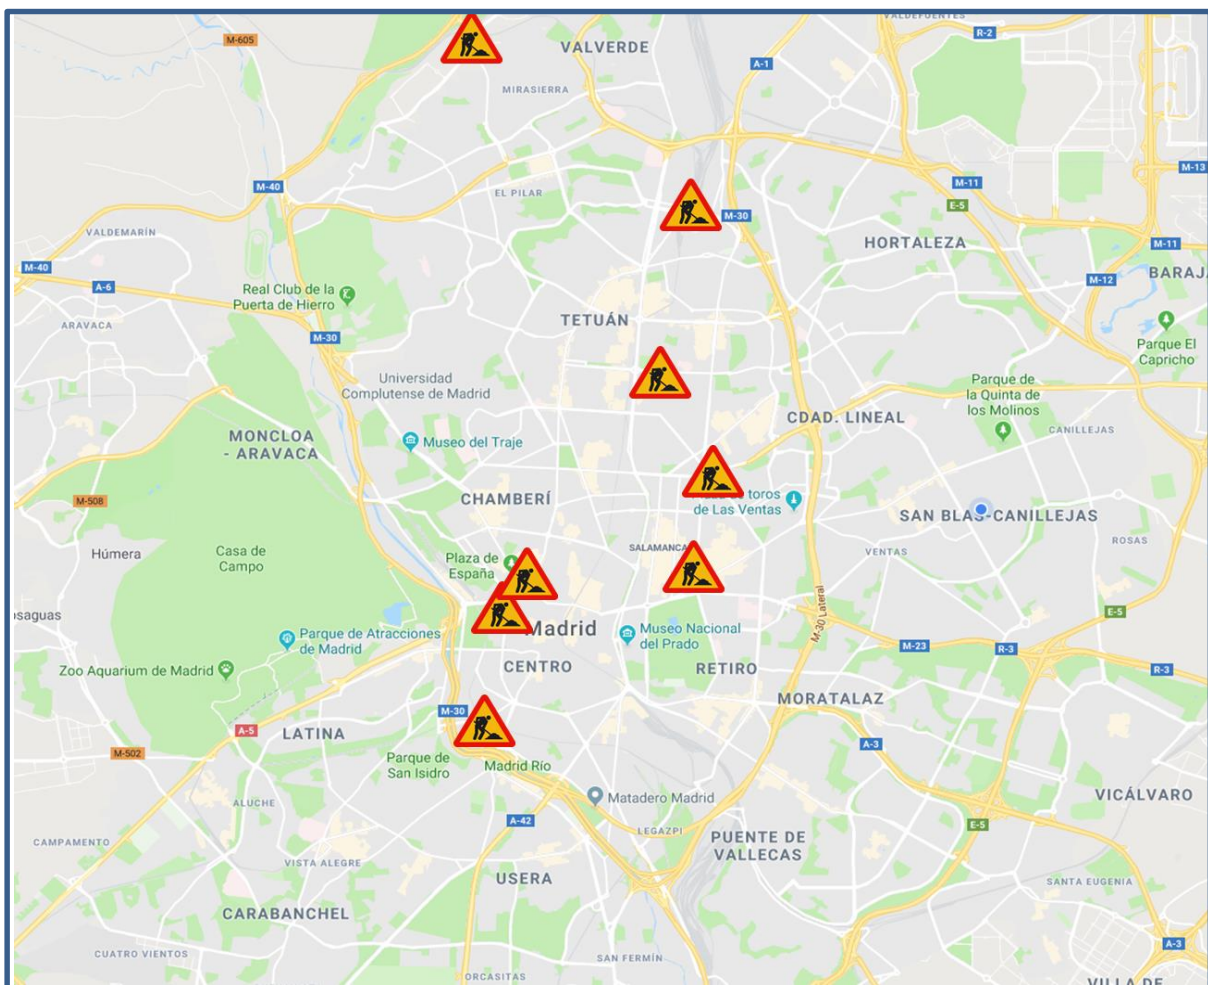 VALDEFUENTES
M-605
R-2
VALVERDE
A-1
MIRASIERRA
M-13
M-40
M-11
EL PILAR
E-5
M-30
VALDEMARÍN
HORTALEZA
M-11
M-40
BARAJ
M-12
A-6
Real Club de la
Puerta de Hierro
TETUÁN
ARAVACA
M-30
Parque El
Capricho
Universidad
Complutense de Madrid
Parque de
la Quinta de
los Molinos
CDAD. LINEAL
CANILLEJAS
MONCLOA
- ARAVACA
Museo del Traje
M-508
CHAMBERÍ
toros
de Las Ventas
SAN BLAS-CANILLEJAS
ROSAS
Húmera
Casa de
Campo
Plaza de
España
SALAMANCA
VENTAS
osaguas
M-30 Lateral
E-5
Parque de Atracciones
de Madrid
Madrid
Museo Nacional
del Prado
M-23
R-3
Zoo Aquarium de Madrid
CENTRO
RETIRO
R-3
MORATALAZ
M-30
A-5
LATINA
A-3
M-502
Parque de
San Isidro
Madrid Río
Matadero Madrid
VICÁLVARO
ALUCHE
A-42
LEGAZPI
E-5
CAMPAMENTO
PUENTE DE
VALLECAS
VISTA ALEGRE
USERA
SANTA EUGENIA
CARABANCHEL
A-3
CUATRO VIENTOS
SAN FERMÍN
ORCASITAS
VILLA DE